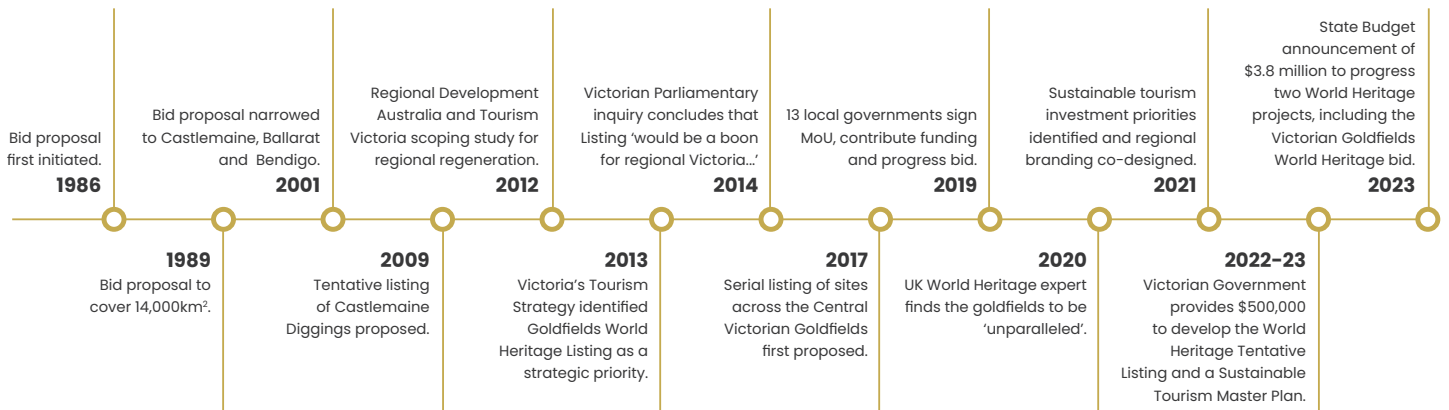 Bid proposal
first initiated.
1986
1989
Bid proposal to
cover 14,000km².
Bid proposal narrowed
to Castlemaine, Ballarat
and Bendigo.
2001
2009
Tentative listing
of Castlemaine
Diggings proposed.
Regional Development
Australia and Tourism
Victoria scoping study for
regional regeneration.
2012
2013
Victoria’s Tourism
Strategy identified
Goldfields World
Heritage Listing as a
strategic priority.
Victorian Parliamentary
inquiry concludes that
Listing ‘would be a boon
for regional Victoria...’
2014
2017
Serial listing of sites
across the Central
Victorian Goldfields
first proposed.
13 local governments sign
MoU, contribute funding
and progress bid.
2019
2020
UK World Heritage expert
finds the goldfields to be
‘unparalleled’.
Sustainable tourism
investment priorities
identified and regional
branding co-designed.
2021
2022-23
Victorian Government
provides $500,000
to develop the World
Heritage Tentative
Listing and a Sustainable
Tourism Master Plan.
State Budget
announcement of
$3.8 million to progress
two World Heritage
projects, including the
Victorian Goldfields
World Heritage bid.
2023